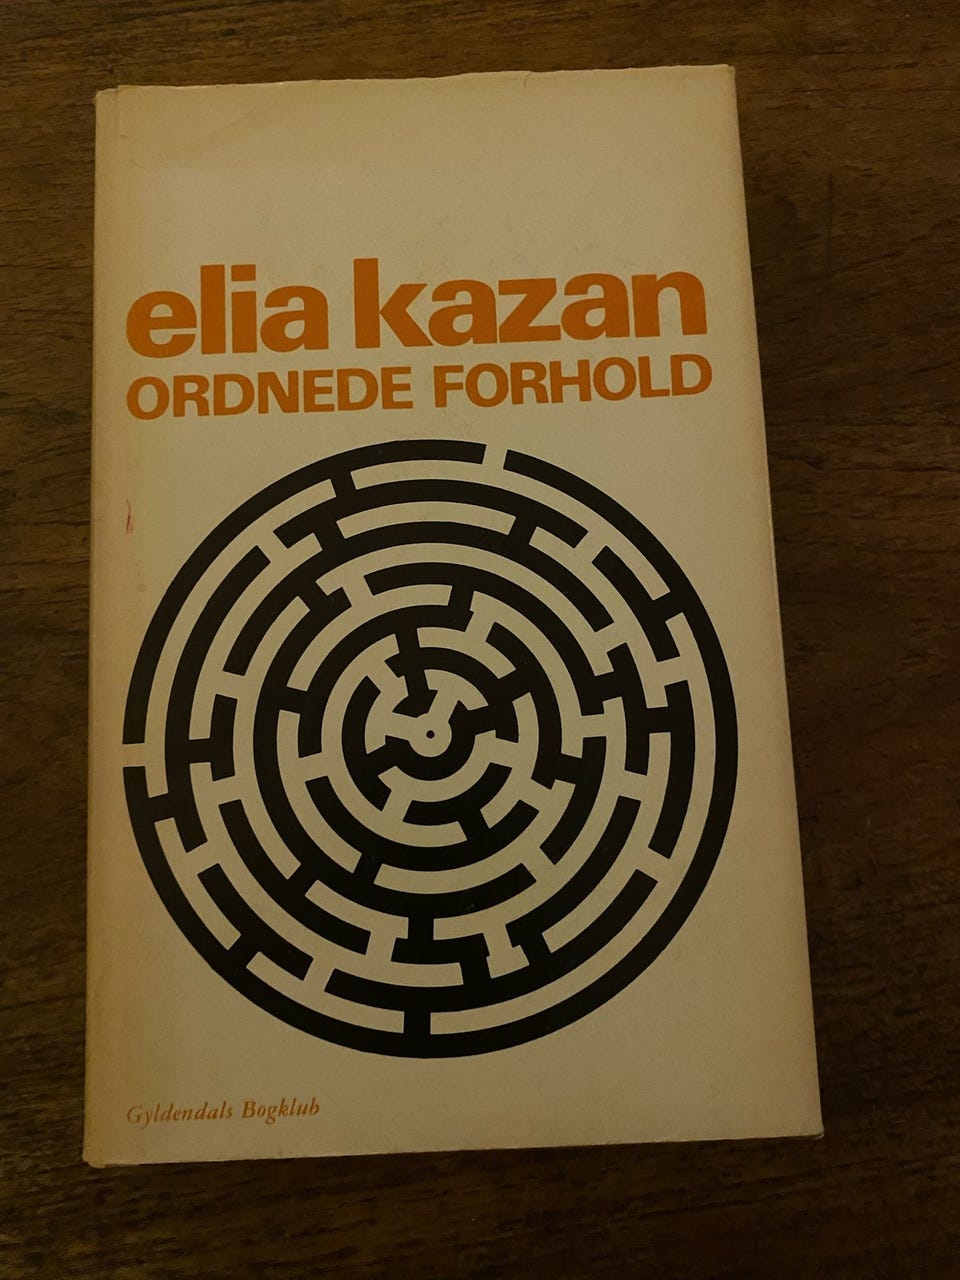 elia kazan
ORDNEDE FORHOLD
Gyldendals Bogklub